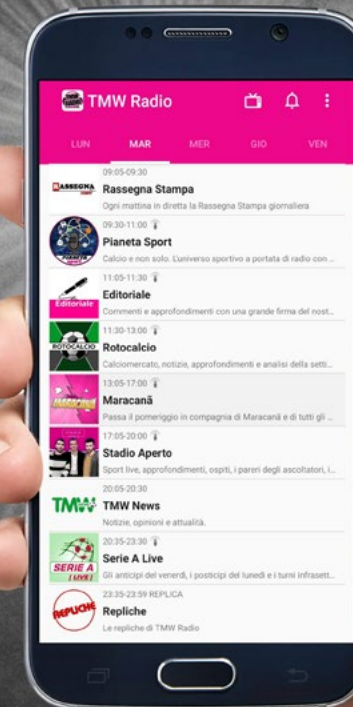 TMW RADIO
TMW Radio
LUN MAR MER GIO VEN
09:05-09:30
RASSEGNA
Rassegna Stampa
Ogni mattina in diretta la Rassegna Stampa giornaliera
09:30-11:00
PIANETA
Pianeta Sport
Calcio e non solo. L'universo sportivo a portata di radio con ...
11:05-11:30
Editoriale
Editoriale
Commenti e approfondimenti con una grande firma del nost...
11:30-13:00
ROTOCALCIO
Rotocalcio
Calciomercato, notizie, approfondimenti e analisi della setti...
13:05-17:00
MARACANÃ
Maracanã
Passa il pomeriggio in compagnia di Maracanã e di tutti gli ...
17:05-20:00
Stadio Aperto
Sport live, approfondimenti, ospiti, i pareri degli ascoltatori, i...
20:05-20:30
TMW
TMW News
Notizie, opinioni e attualità.
20:35-23:30
SERIE A
[LIVE]
Serie A Live
Gli anticipi del venerdì, i posticipi del lunedì e i turni infrasett...
23:35-23:59 REPLICA
REPLICHE
Repliche
Le repliche di TMW Radio